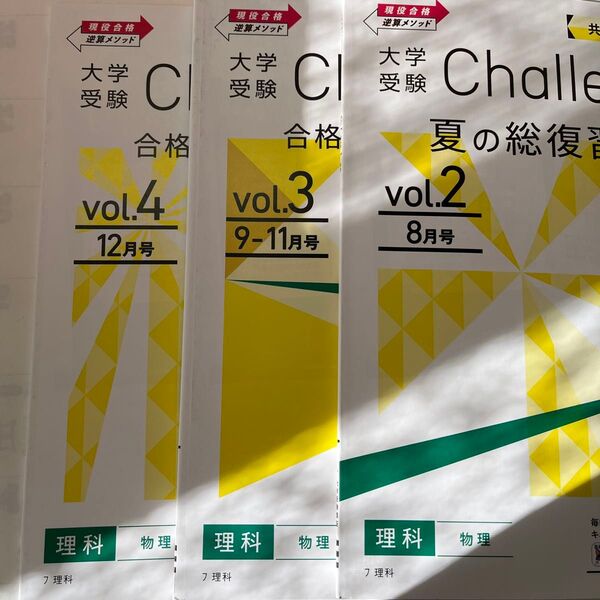 現役合格
逆算メソッド
大学
受験
合格
vol.4
12月号
理科
物理
7 理科
現役合格
逆算メソッド
大学
受験
合格
vol.3
9-11月号
理科
物理
7 理科
現役合格
逆算メソッド
大学
受験
Challe
夏の総復習
vol.2
8月号
理科
物理
7 理科
共
毎
キ